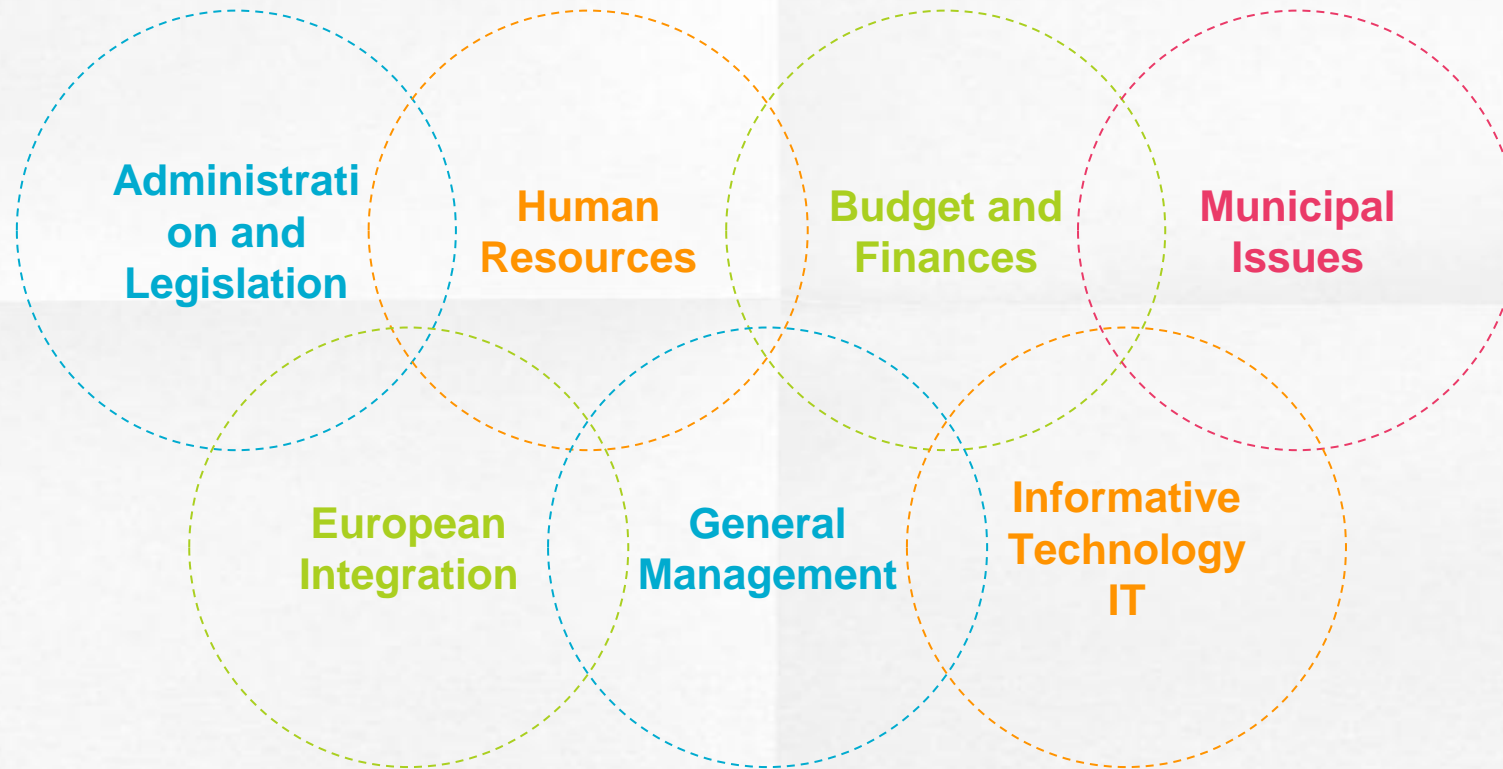 Administrati
on and
Legislation
Human
Resources
Budget and
Finances
Municipal
Issues
European
Integration
General
Management
Informative
Technology
IT